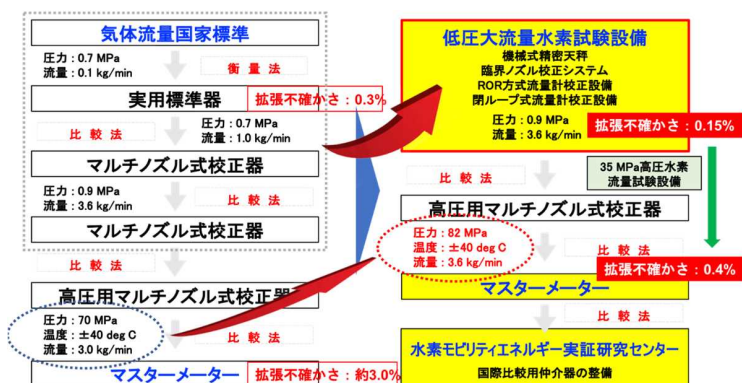 気体流量国家標準
圧力：0.7 MPa
流量：0.1 kg/min
衡 量 法
実用標準器
拡張不確かさ：0.3%
比 較 法
圧力：0.7 MPa
流量：1.0 kg/min
マルチノズル式校正器
圧力：0.9 MPa
流量：3.6 kg/min
比 較 法
マルチノズル式校正器
比 較 法
高圧用マルチノズル式校正器
圧力：70 MPa
温度：±40 deg C
流量：3.0 kg/min
比 較 法
マスターメーター
拡張不確かさ：約3.0%
低圧大流量水素試験設備
機械式精密天秤
臨界ノズル校正システム
ROR方式流量計校正設備
閉ループ式流量計校正設備
圧力：0.9 MPa
流量：3.6 kg/min
拡張不確かさ：0.15%
比 較 法
35 MPa高圧水素
流量試験設備
高圧用マルチノズル式校正器
圧力：82 MPa
温度：±40 deg C
流量：3.6 kg/min
比 較 法
拡張不確かさ：0.4%
マスターメーター
比 較 法
水素モビリティエネルギー実証研究センター
国際比較用仲介器の整備